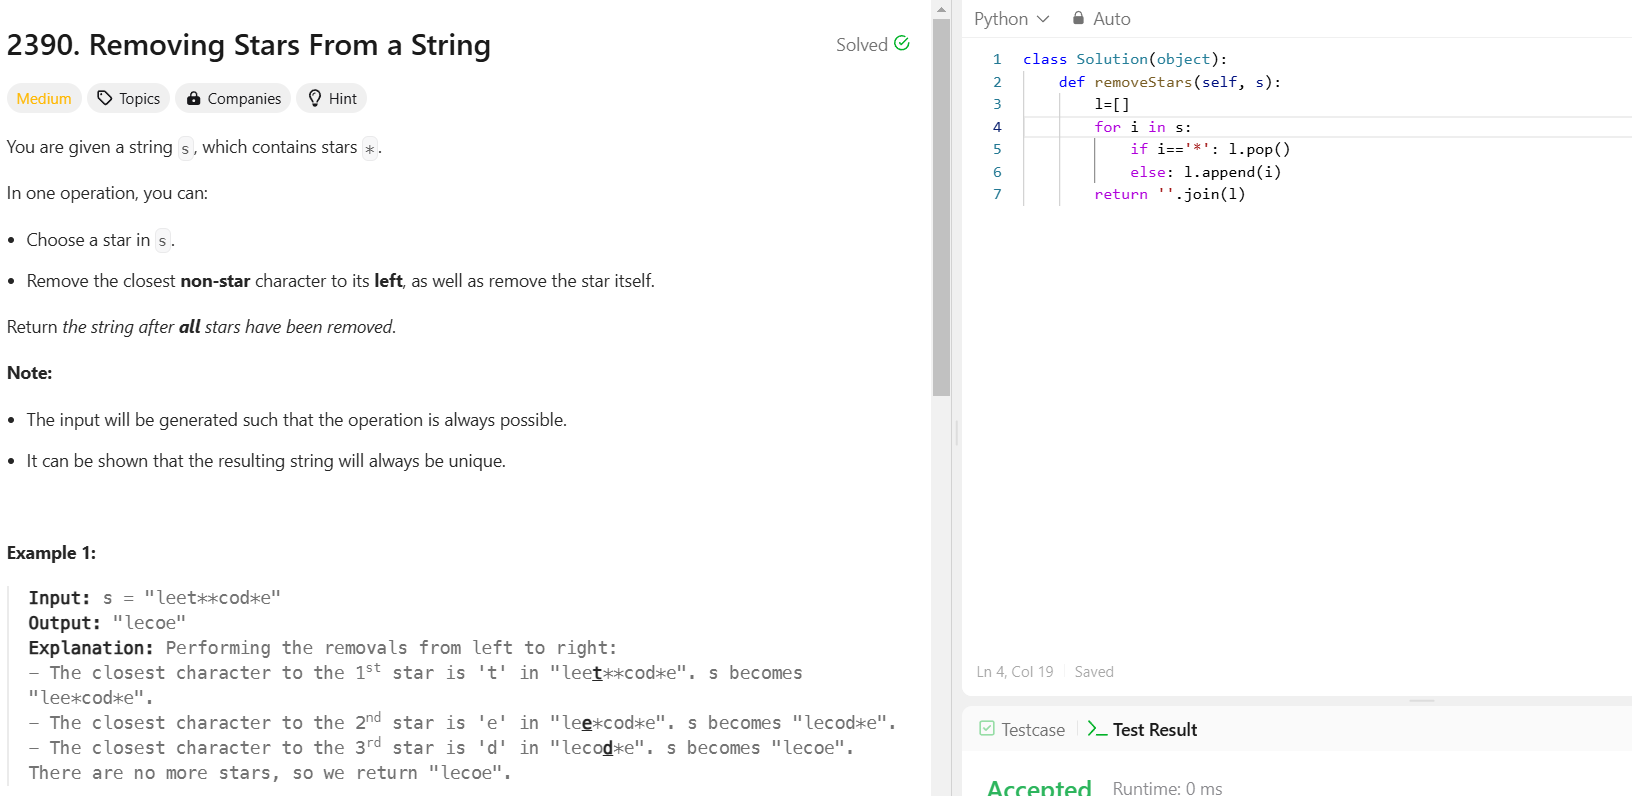 2390. Removing Stars From a String
Solved
Medium Topics Companies Hint
You are given a string s, which contains stars *.
In one operation, you can:
• Choose a star in s.
• Remove the closest non-star character to its left, as well as remove the star itself.
Return the string after all stars have been removed.
Note:
• The input will be generated such that the operation is always possible.
• It can be shown that the resulting string will always be unique.
Example 1:
Input: s = "leet**cod*e"
Output: "lecoe"
Explanation: Performing the removals from left to right:
- The closest character to the 1st star is 't' in "leet**cod*e". s becomes
"lee*cod*e".
- The closest character to the 2nd star is 'e' in "lee*cod*e". s becomes "lecod*e".
- The closest character to the 3rd star is 'd' in "lecod*e". s becomes "lecoe".
There are no more stars, so we return "lecoe".
Python Auto
1 class Solution(object):
2     def removeStars(self, s):
3         l=[]
4         for i in s:
5             if i=='*': l.pop()
6             else: l.append(i)
7         return ''.join(l)
Ln 4, Col 19 Saved
Testcase >_ Test Result
Accepted Runtime: 0 ms